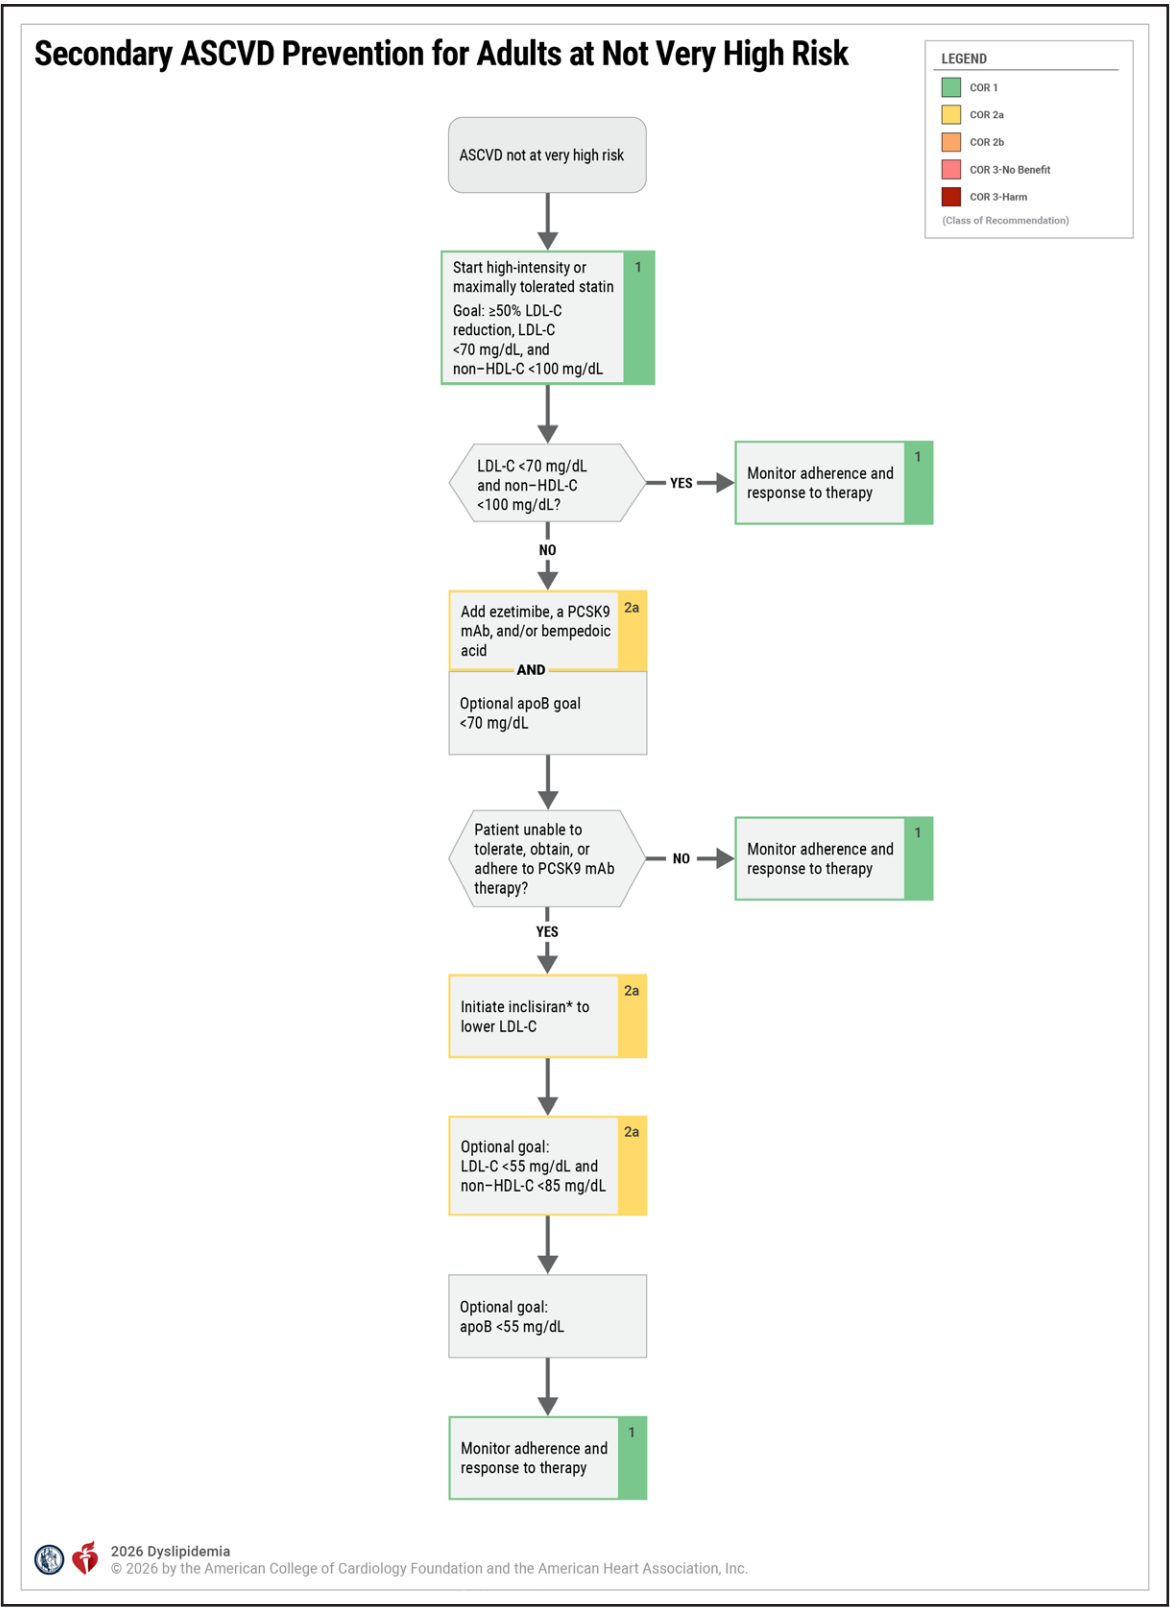 Secondary ASCVD Prevention for Adults at Not Very High Risk
LEGEND
COR 1
COR 2a
COR 2b
COR 3-No Benefit
COR 3-Harm
(Class of Recommendation)
ASCVD not at very high risk
Start high-intensity or
maximally tolerated statin
Goal: ≥50% LDL-C
reduction, LDL-C
<70 mg/dL, and
non–HDL-C <100 mg/dL
1
LDL-C <70 mg/dL
and non–HDL-C
<100 mg/dL?
YES
Monitor adherence and
response to therapy
1
NO
Add ezetimibe, a PCSK9
mAb, and/or bempedoic
acid
2a
AND
Optional apoB goal
<70 mg/dL
Patient unable to
tolerate, obtain, or
adhere to PCSK9 mAb
therapy?
NO
Monitor adherence and
response to therapy
1
YES
Initiate inclisiran* to
lower LDL-C
2a
Optional goal:
LDL-C <55 mg/dL and
non–HDL-C <85 mg/dL
2a
Optional goal:
apoB <55 mg/dL
Monitor adherence and
response to therapy
1
2026 Dyslipidemia
© 2026 by the American College of Cardiology Foundation and the American Heart Association, Inc.